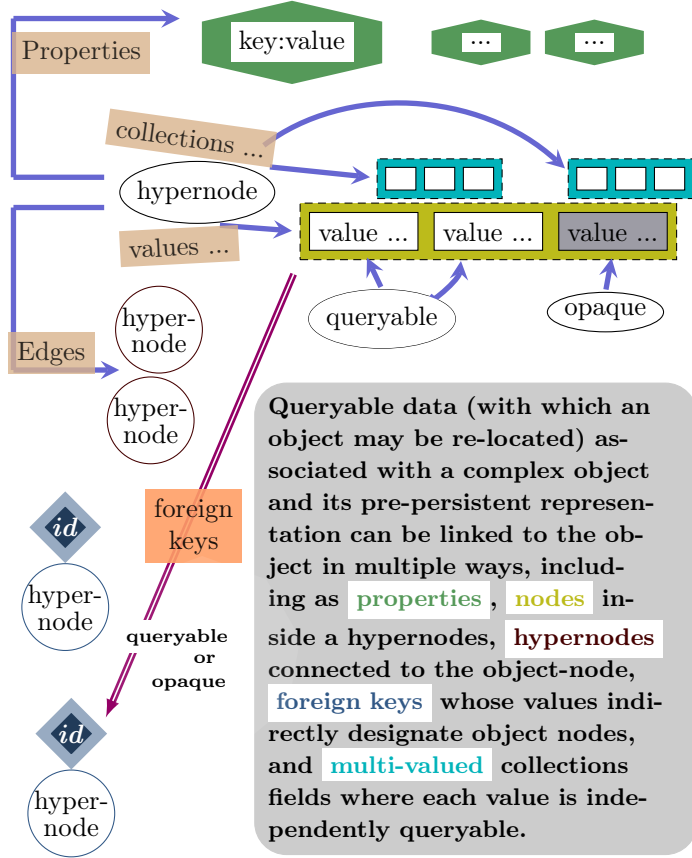 Properties
key:value
...
...
collections ...
hypernode
values ...
value ...
value ...
value ...
queryable
opaque
hyper-
node
Edges
hyper-
node
foreign
keys
id
hyper-
node
queryable
or
opaque
id
hyper-
node
Queryable data (with which an
object may be re-located) as-
sociated with a complex object
and its pre-persistent represen-
tation can be linked to the ob-
ject in multiple ways, includ-
ing as properties, nodes in-
side a hypernodes, hypernodes
connected to the object-node,
foreign keys whose values indi-
rectly designate object nodes,
and multi-valued collections
fields where each value is inde-
pendently queryable.